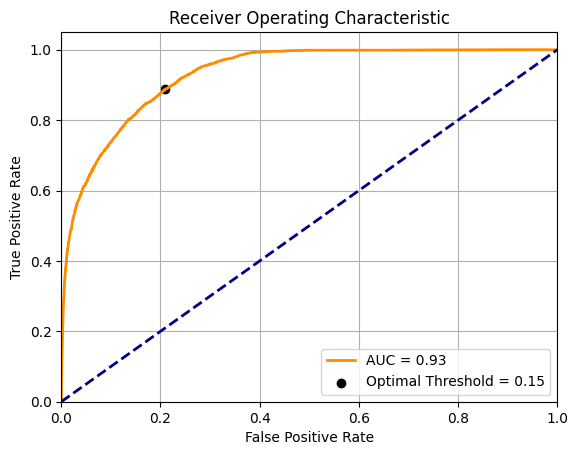 Receiver Operating Characteristic
True Positive Rate
1.0
0.8
0.6
0.4
0.2
0.0
0.0 0.2 0.4 0.6 0.8 1.0
False Positive Rate
AUC = 0.93
Optimal Threshold = 0.15